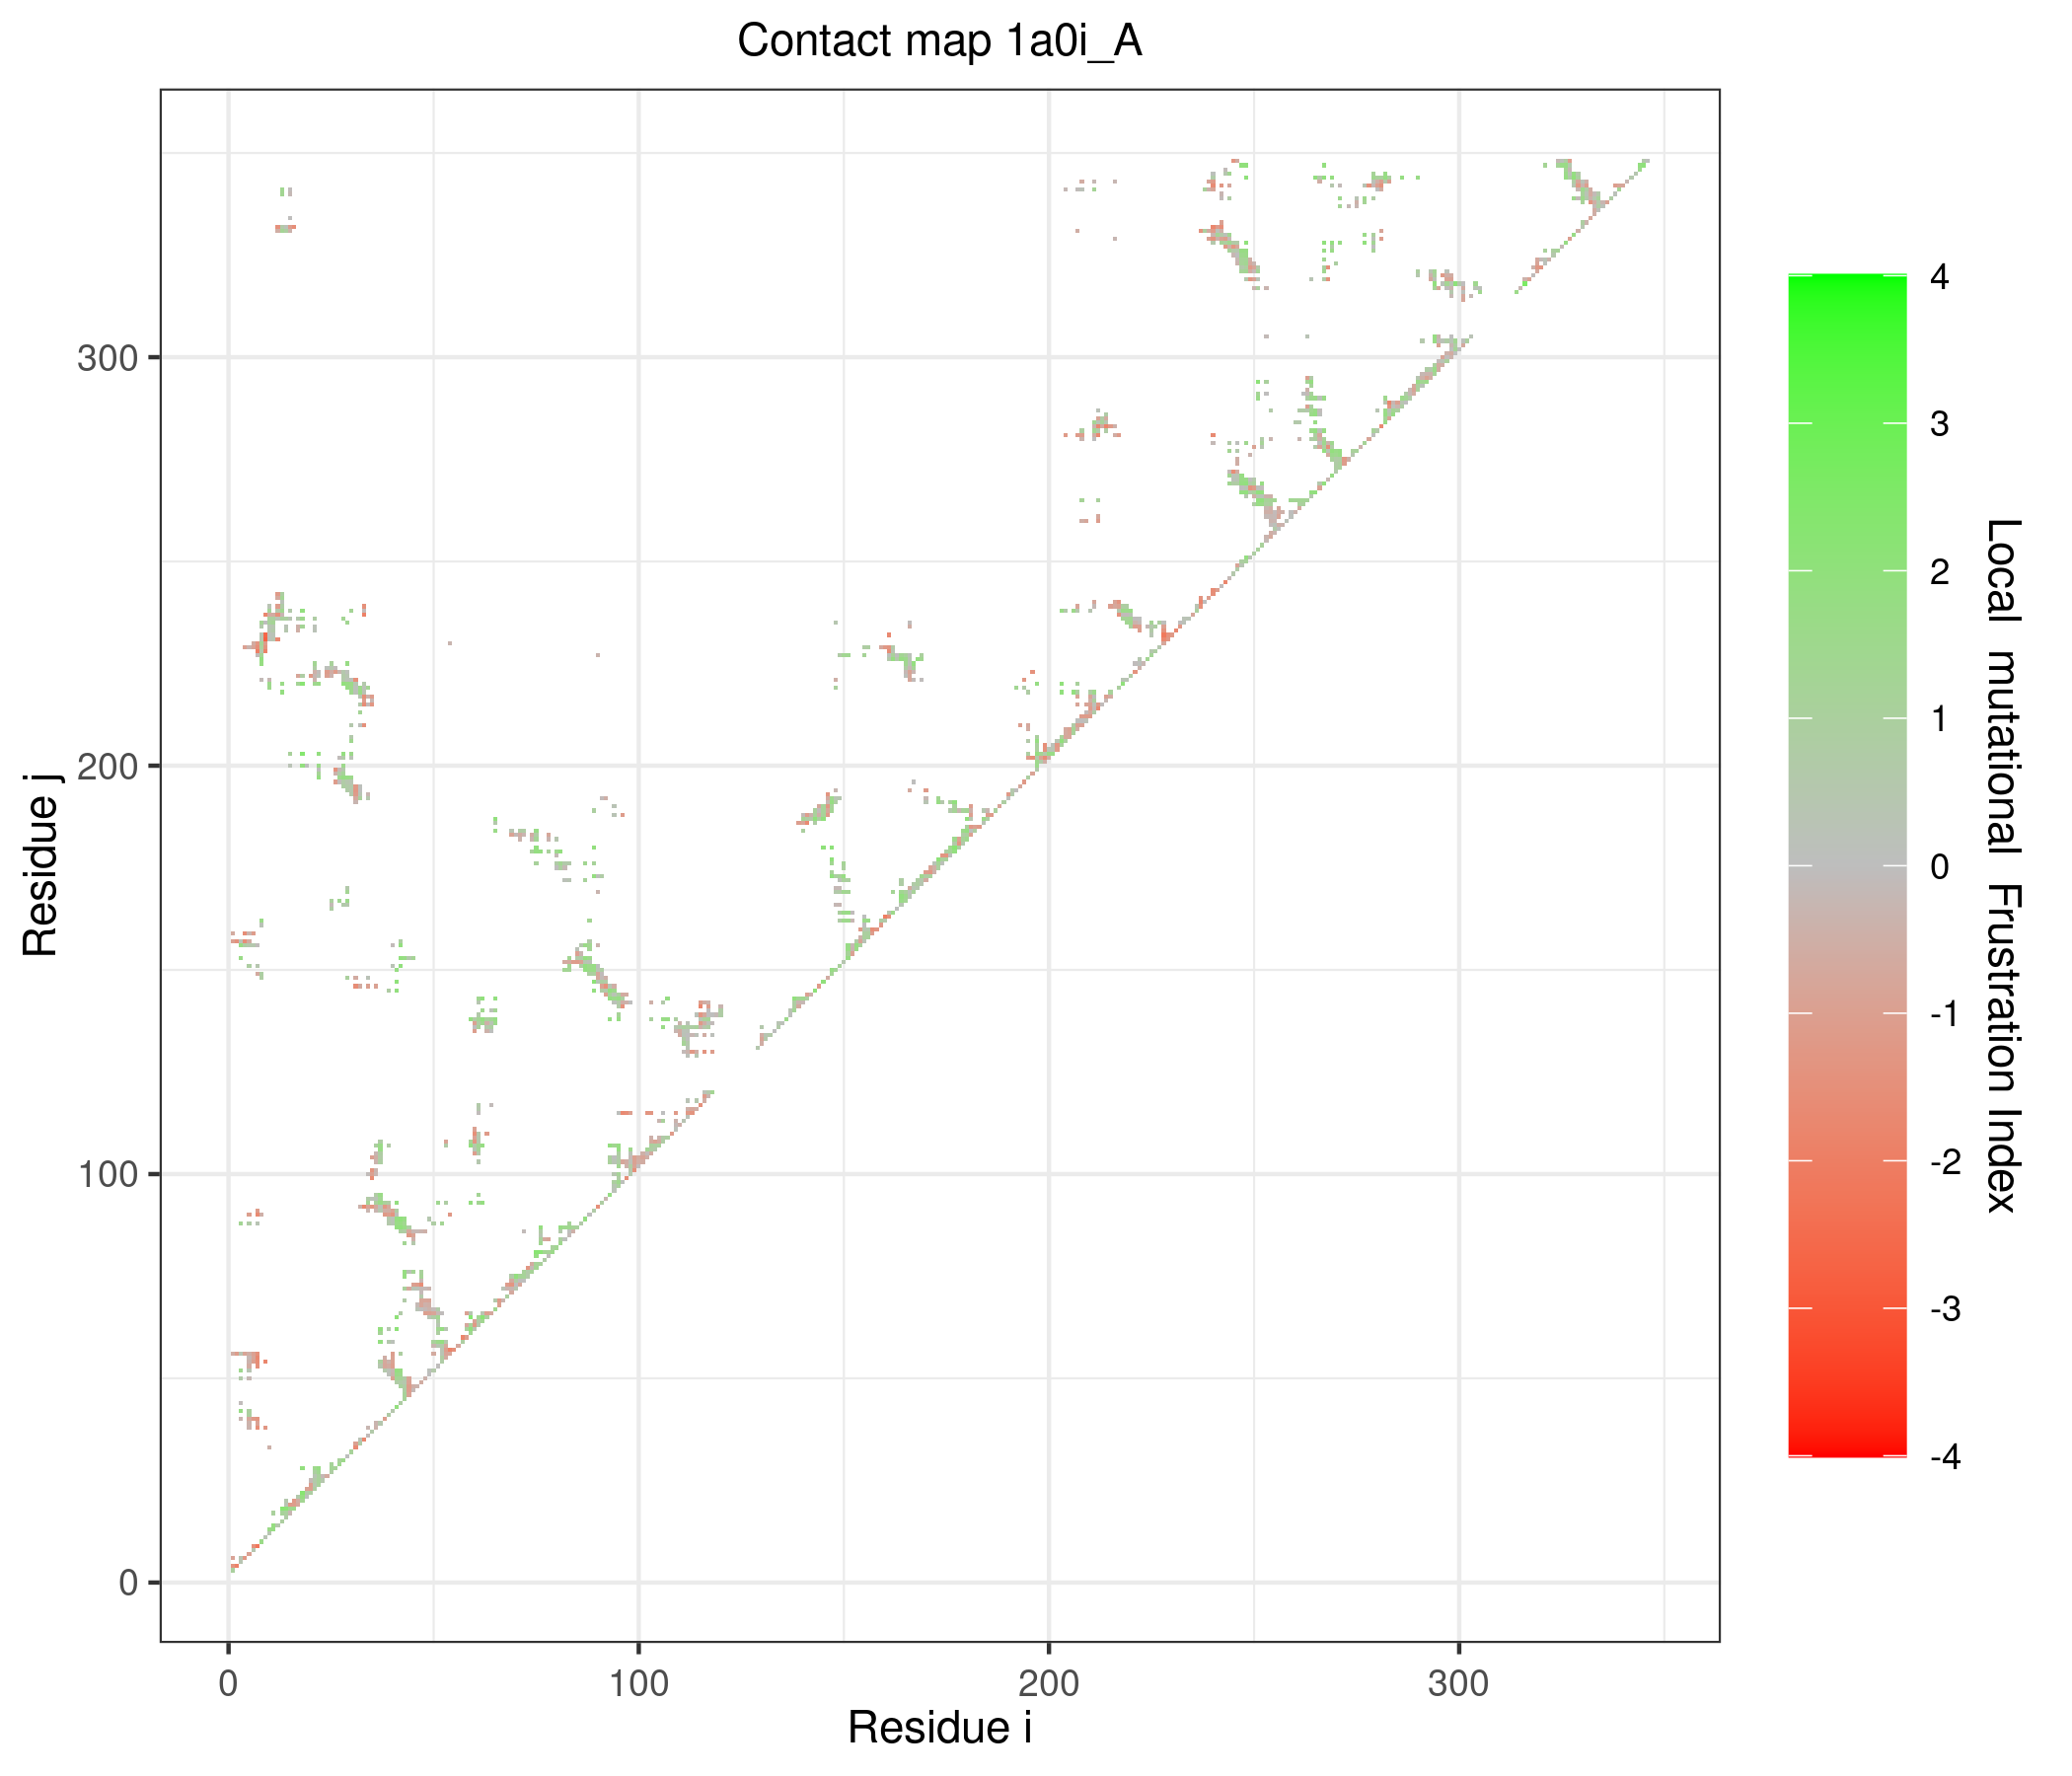 Contact map 1a0i_A
Residue j
300
200
100
0
0 100 200 300
Residue i
4
3
2
1
0
-1
-2
-3
-4
Local mutational Frustration Index